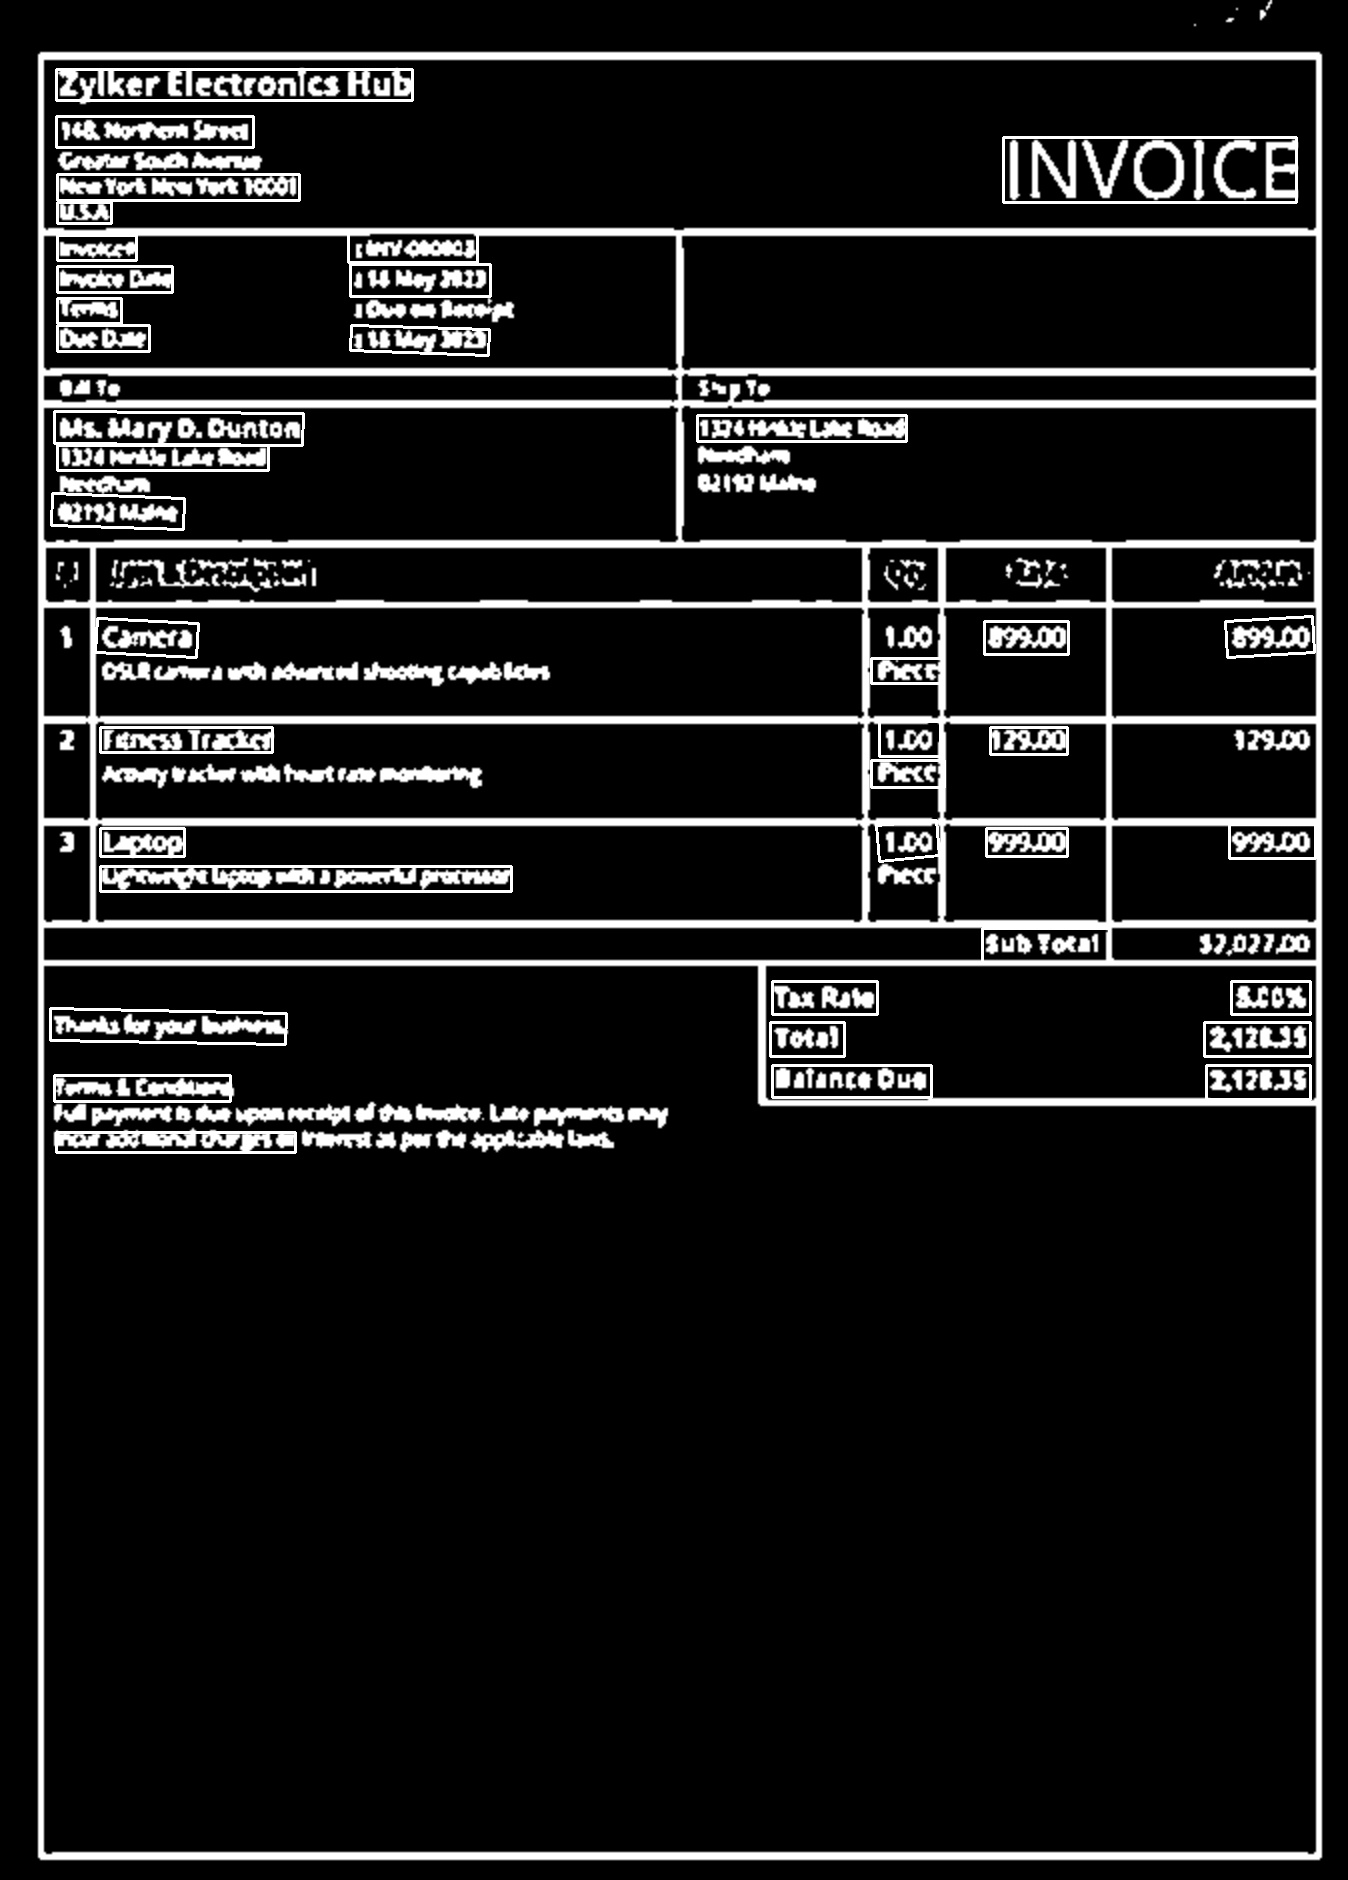 Zylker Electronics Hub
14B, Northern Street
Greater South Avenue
New York New York 10001
U.S.A
INVOICE
Invoice# : INV-000003
Invoice Date : 18 May 2023
Terms : Due on Receipt
Due Date : 18 May 2023
Bill To
Ship To
Ms. Mary D. Dunton
1324 Hinkle Lake Road
Needham
02192 Maine
1324 Hinkle Lake Road
Needham
02192 Maine
# Item & Description Qty Rate Amount
1 Camera 1.00 899.00 899.00
DSLR camera with advanced shooting capabilities Piece
2 Fitness Tracker 1.00 129.00 129.00
Activity tracker with heart rate monitoring Piece
3 Laptop 1.00 999.00 999.00
Lightweight laptop with a powerful processor Piece
Sub Total $2,027.00
Tax Rate 5.00%
Thanks for your business.
Total 2,128.35
Balance Due 2,128.35
Terms & Conditions
Full payment is due upon receipt of this invoice. Late payments may
incur additional charges or interest as per the applicable laws.